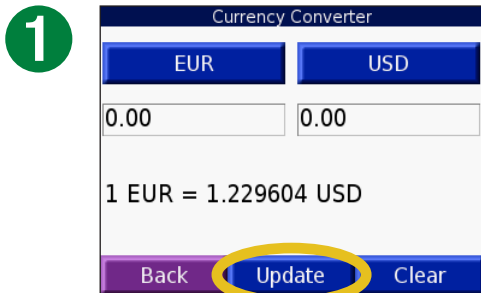 1
Currency Converter
EUR USD
0.00 0.00
1 EUR = 1.229604 USD
Back Update Clear